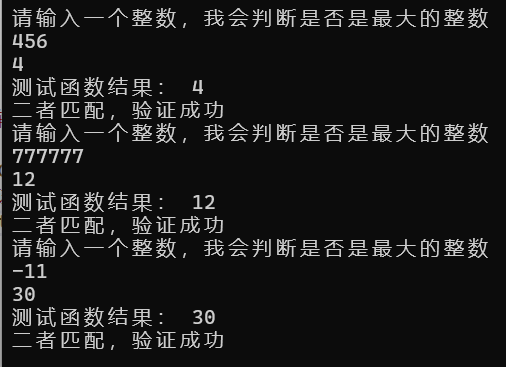 请输入一个整数，我会判断是否是最大的整数
456
4
测试函数结果： 4
二者匹配，验证成功
请输入一个整数，我会判断是否是最大的整数
777777
12
测试函数结果： 12
二者匹配，验证成功
请输入一个整数，我会判断是否是最大的整数
-11
30
测试函数结果： 30
二者匹配，验证成功